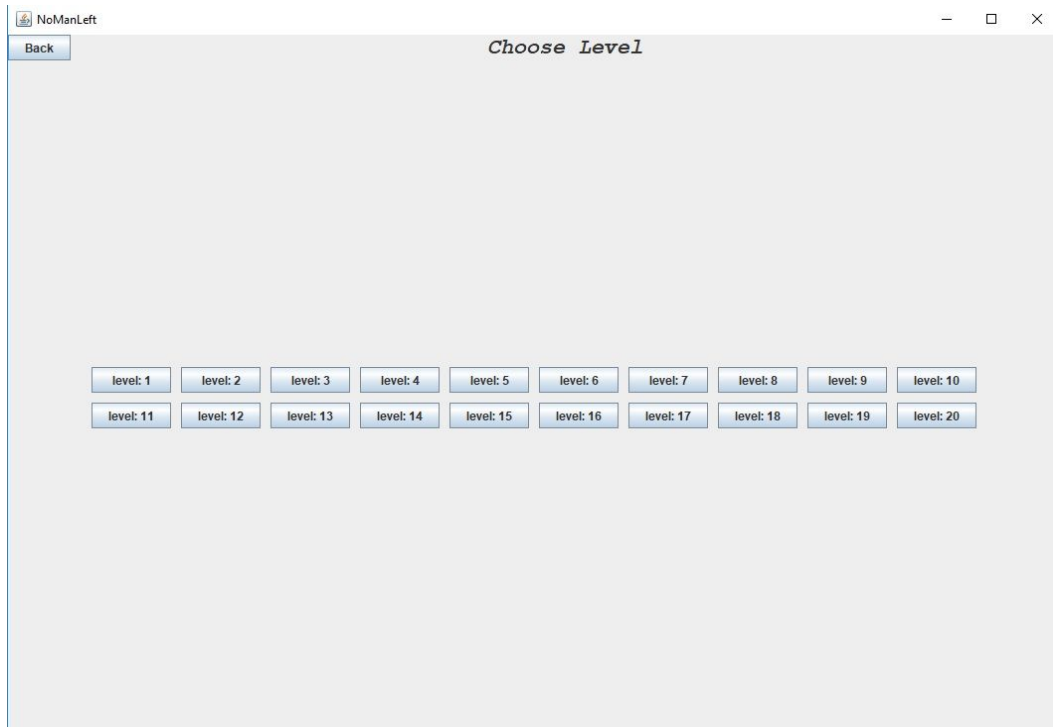 NoManLeft
Back Choose Level
level: 1 level: 2 level: 3 level: 4 level: 5 level: 6 level: 7 level: 8 level: 9 level: 10
level: 11 level: 12 level: 13 level: 14 level: 15 level: 16 level: 17 level: 18 level: 19 level: 20